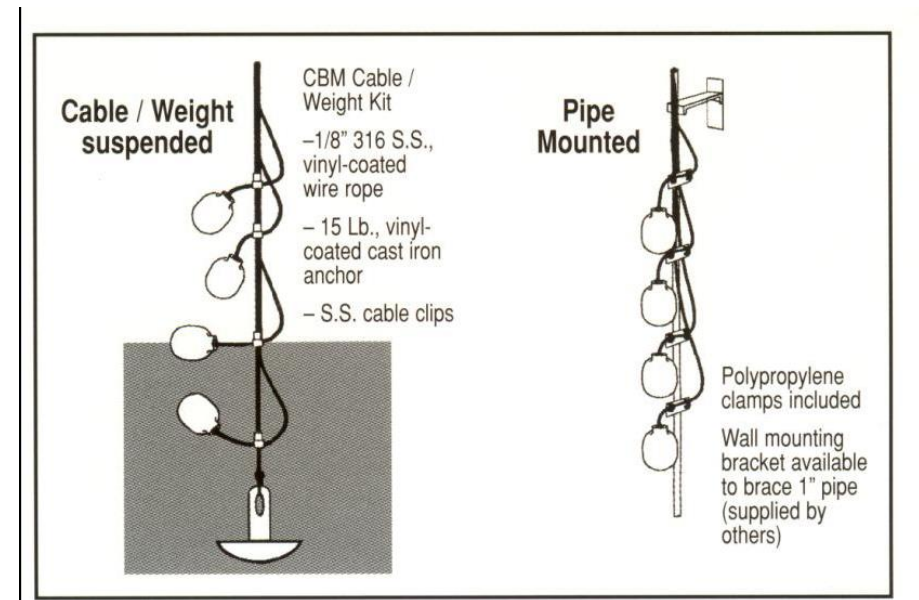 Cable / Weight
suspended
CBM Cable /
Weight Kit
–1/8" 316 S.S.,
vinyl-coated
wire rope
– 15 Lb., vinyl-
coated cast iron
anchor
– S.S. cable clips
Pipe
Mounted
Polypropylene
clamps included
Wall mounting
bracket available
to brace 1" pipe
(supplied by
others)